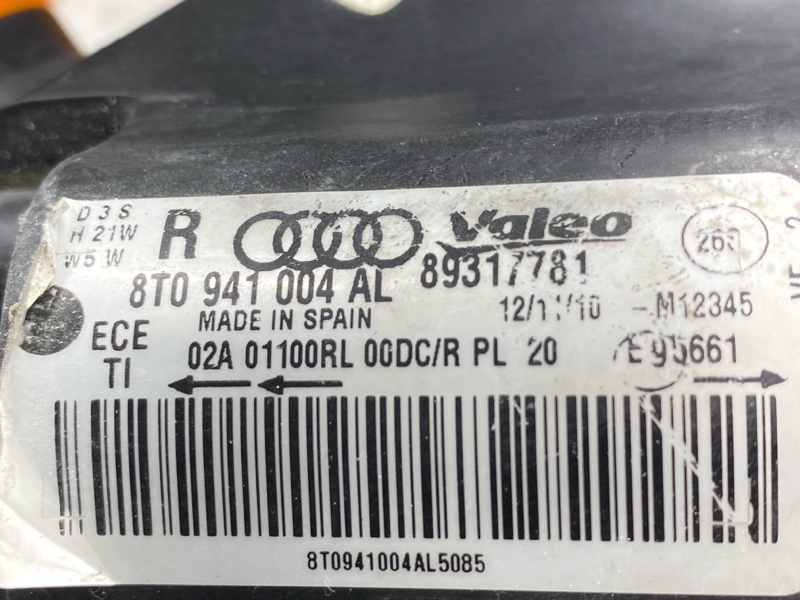 D3S
H21W
W5W
R Valeo
8T0 941 004 AL 89317781
MADE IN SPAIN
M12345
ECE
TI
02A 01100RL 00DC/R PL 20
8T0941004AL5085